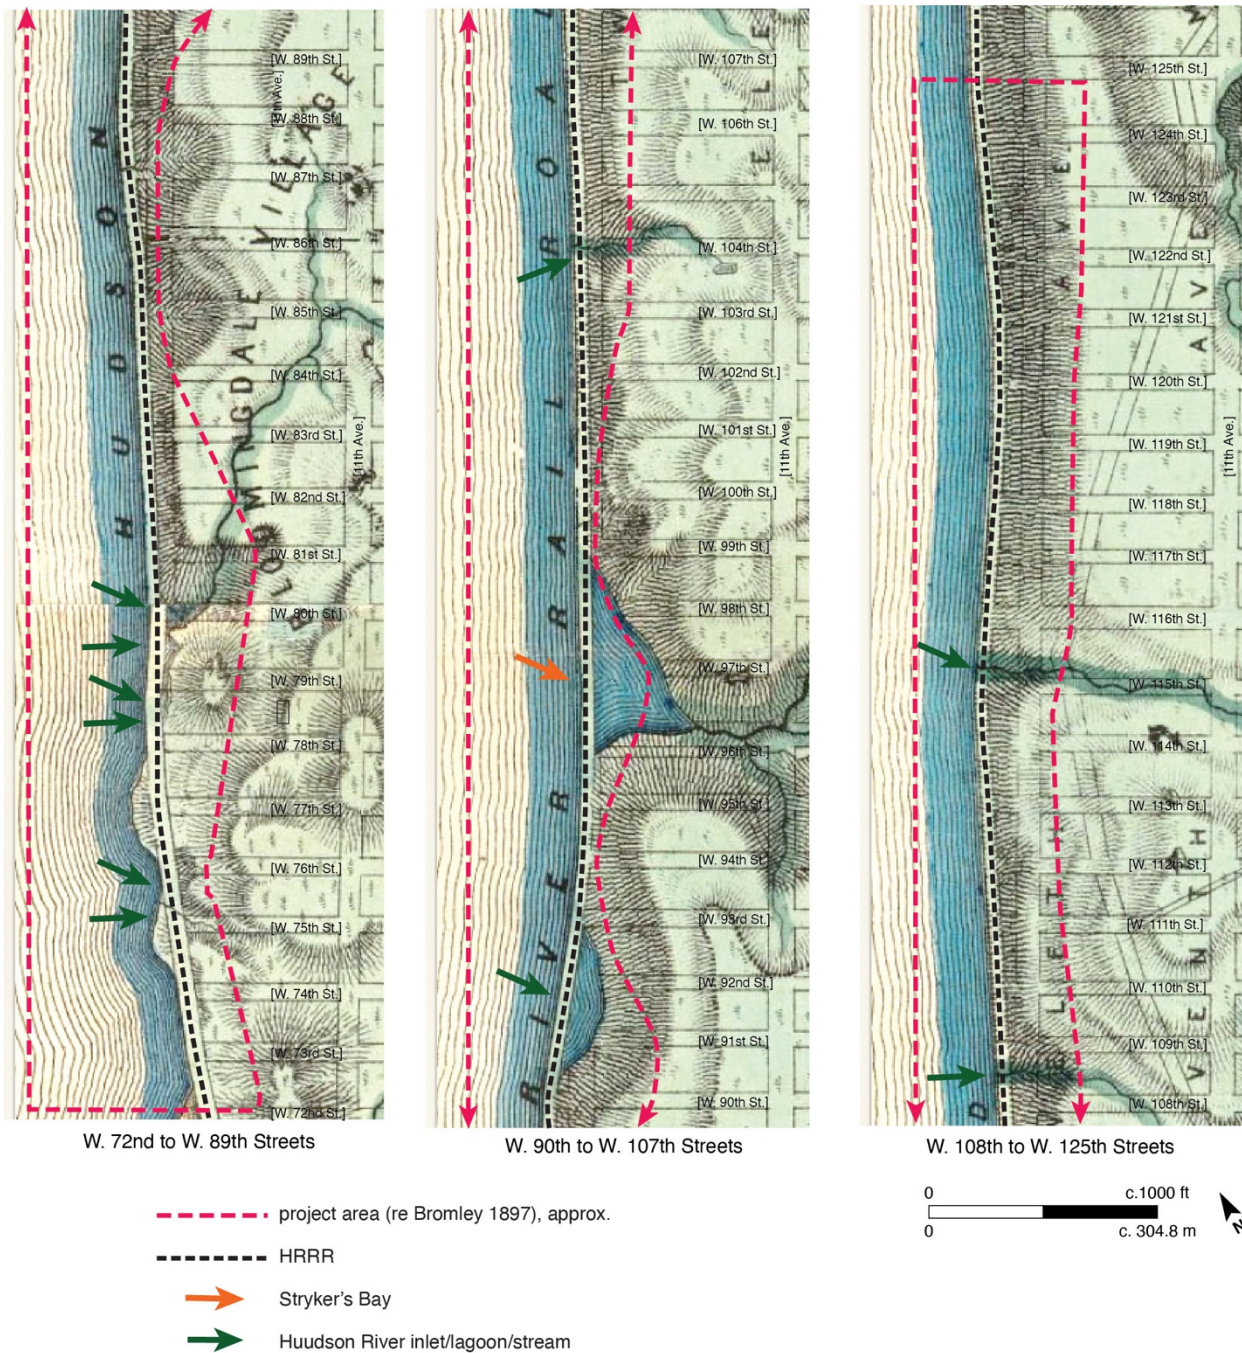 [W. 89th St.]
[11th Ave.]
[W. 88th St.]
[W. 87th St.]
[W. 86th St.]
[W. 85th St.]
[W. 84th St.]
[W. 83rd St.]
[11th Ave.]
[W. 82nd St.]
[W. 81st St.]
[W. 80th St.]
[W. 79th St.]
[W. 78th St.]
[W. 77th St.]
[W. 76th St.]
[W. 75th St.]
[W. 74th St.]
[W. 73rd St.]
[W. 72nd St.]
HUDSON
BLOOMINGDALE VILLAGE
W. 72nd to W. 89th Streets
[W. 107th St.]
[W. 106th St.]
[W. 104th St.]
[W. 103rd St.]
[W. 102nd St.]
[W. 101st St.]
[W. 100th St.]
[W. 99th St.]
[W. 98th St.]
[W. 97th St.]
[W. 96th St.]
[W. 95th St.]
[W. 94th St.]
[W. 93rd St.]
[W. 92nd St.]
[W. 91st St.]
[W. 90th St.]
RIVER RAILROA
ELE
W. 90th to W. 107th Streets
[W. 125th St.]
[W. 124th St.]
[W. 123rd St.]
[W. 122nd St.]
[W. 121st St.]
[W. 120th St.]
[W. 119th St.]
[11th Ave.]
[W. 118th St.]
[W. 117th St.]
[W. 116th St.]
[W. 115th St.]
[W. 114th St.]
[W. 113th St.]
[W. 112th St.]
[W. 111th St.]
[W. 110th St.]
[W. 109th St.]
[W. 108th St.]
D
LFTH AVE
VENTH AVE
W. 108th to W. 125th Streets
0 c.1000 ft
0 c. 304.8 m
N
project area (re Bromley 1897), approx.
HRRR
Stryker's Bay
Huudson River inlet/lagoon/stream